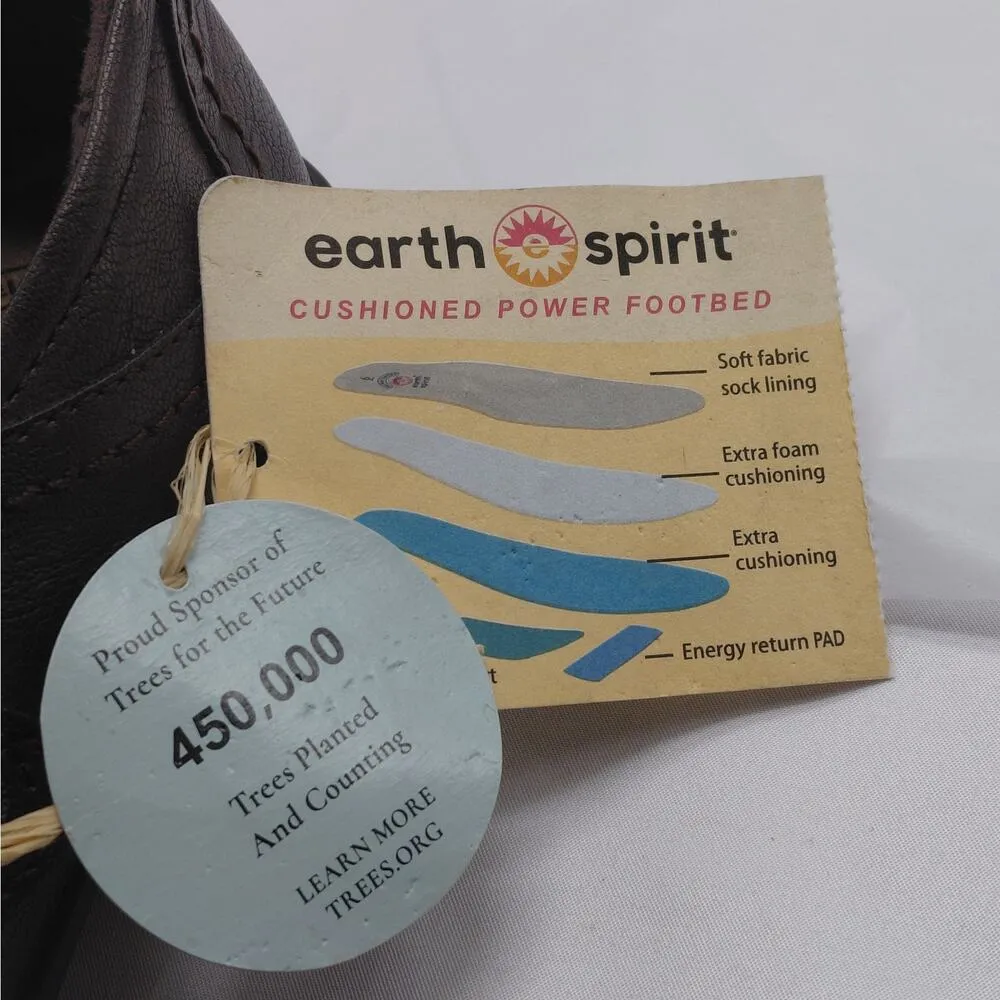 earth e spirit
CUSHIONED POWER FOOTBED
Soft fabric
sock lining
Extra foam
cushioning
Extra
cushioning
Energy return PAD
t
Proud Sponsor of
Trees for the Future
450,000
Trees Planted
And Counting
LEARN MORE
TREES.ORG